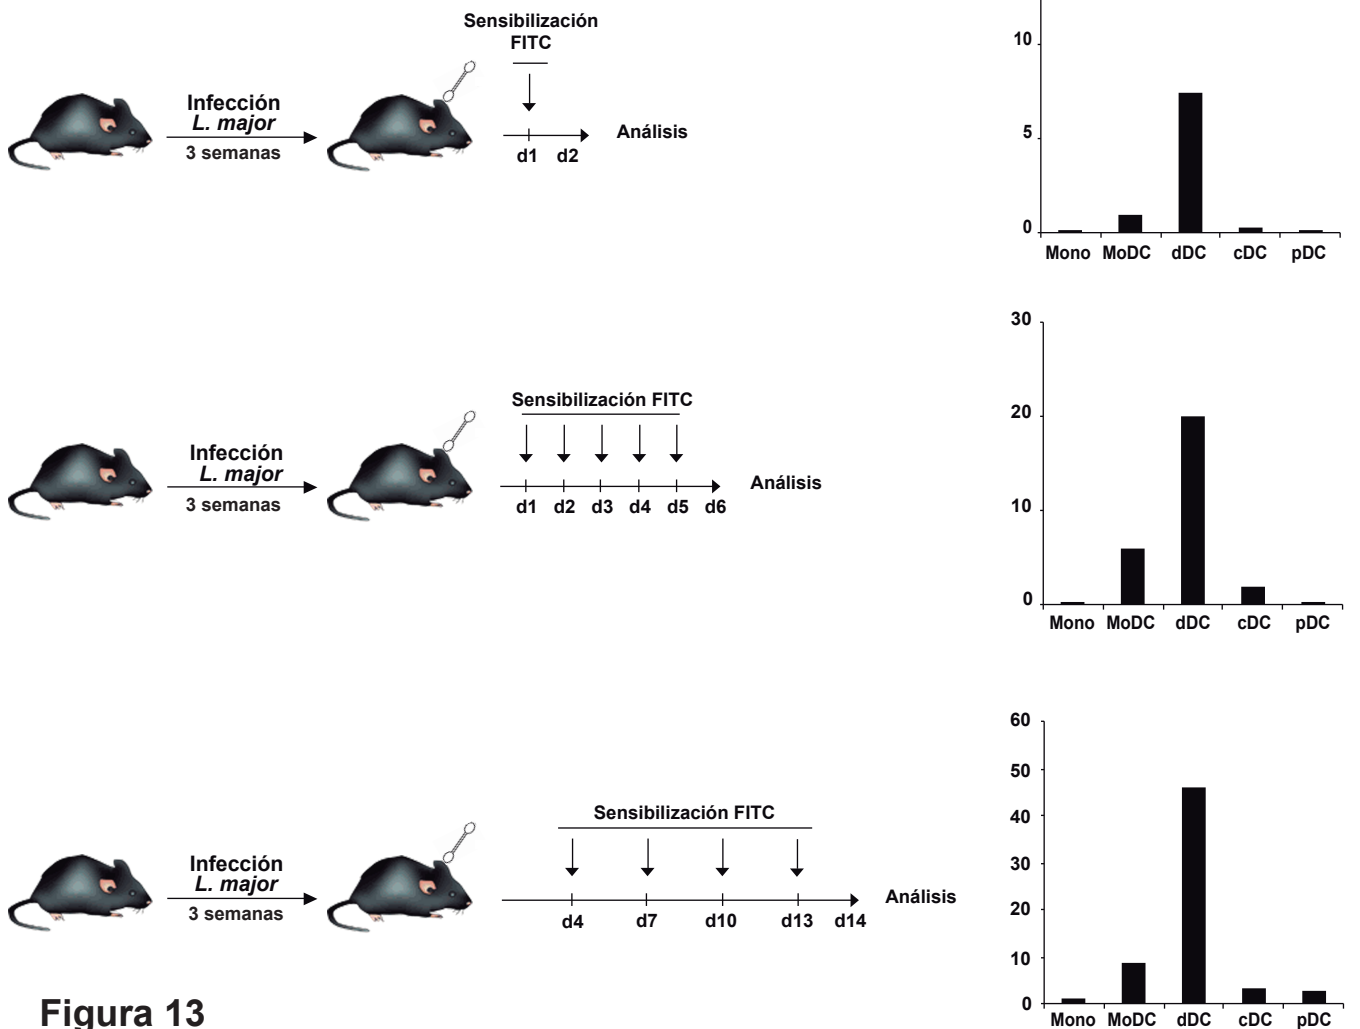 Sensibilización
FITC
Infección
L. major
3 semanas
Análisis
d1 d2
10
5
0
Mono MoDC dDC cDC pDC
Sensibilización FITC
Infección
L. major
3 semanas
Análisis
d1 d2 d3 d4 d5 d6
30
20
10
0
Mono MoDC dDC cDC pDC
Sensibilización FITC
Infección
L. major
3 semanas
Análisis
d4 d7 d10 d13 d14
60
50
40
30
20
10
0
Mono MoDC dDC cDC pDC
Figura 13